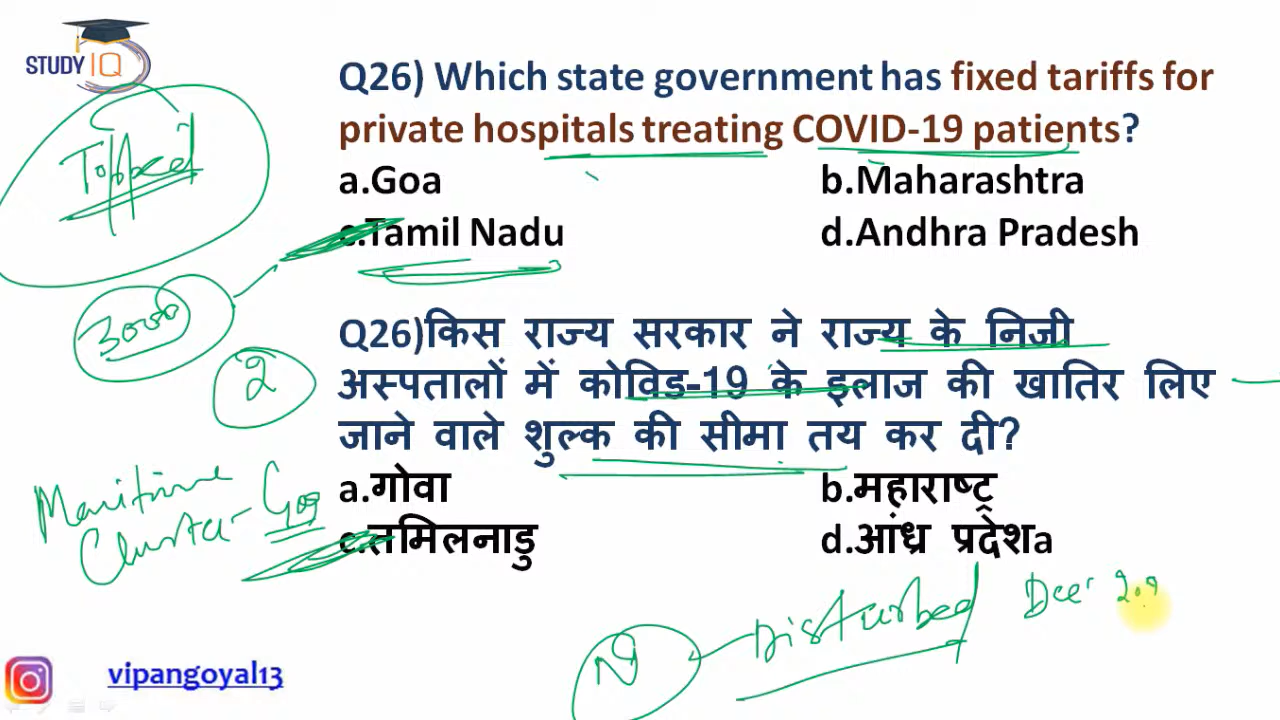 STUDY IQ
Q26) Which state government has fixed tariffs for
private hospitals treating COVID-19 patients?
a.Goa b.Maharashtra
c.Tamil Nadu d.Andhra Pradesh
Topped
3000
2
Q26)किस राज्य सरकार ने राज्य के निजी
अस्पतालों में कोविड-19 के इलाज की खातिर लिए
जाने वाले शुल्क की सीमा तय कर दी?
a.गोवा b.महाराष्ट्र
c.तमिलनाडु d.आंध्र प्रदेशa
Maritime
Cluster - Goa
N Disturbed Dec
vipangoyal13